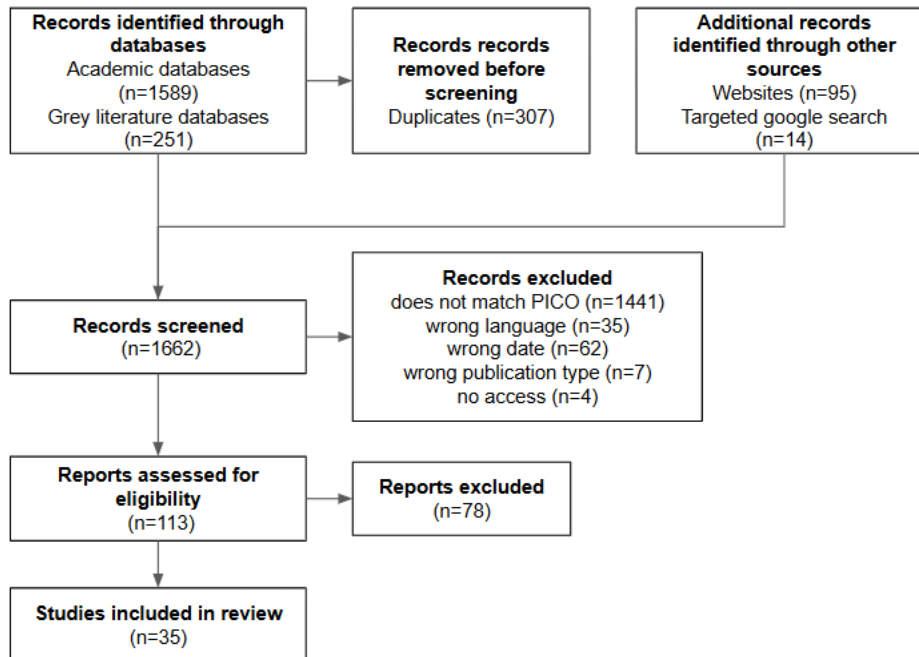 Records identified through
databases
Academic databases
(n=1589)
Grey literature databases
(n=251)
Records records
removed before
screening
Duplicates (n=307)
Additional records
identified through other
sources
Websites (n=95)
Targeted google search
(n=14)
Records screened
(n=1662)
Records excluded
does not match PICO (n=1441)
wrong language (n=35)
wrong date (n=62)
wrong publication type (n=7)
no access (n=4)
Reports assessed for
eligibility
(n=113)
Reports excluded
(n=78)
Studies included in review
(n=35)